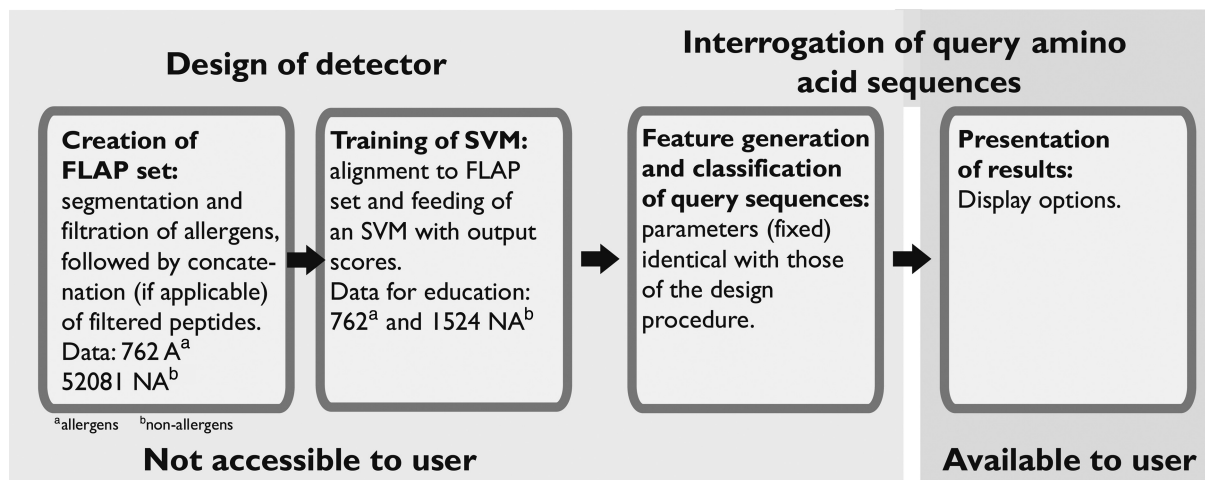 Design of detector
Interrogation of query amino
acid sequences
Creation of
FLAP set:
segmentation and
filtration of allergens,
followed by concate-
nation (if applicable)
of filtered peptides.
Data: 762 Aᵃ
52081 NAᵇ
Training of SVM:
alignment to FLAP
set and feeding of
an SVM with output
scores.
Data for education:
762ᵃ and 1524 NAᵇ
Feature generation
and classification
of query sequences:
parameters (fixed)
identical with those
of the design
procedure.
Presentation
of results:
Display options.
ᵃallergens ᵇnon-allergens
Not accessible to user
Available to user